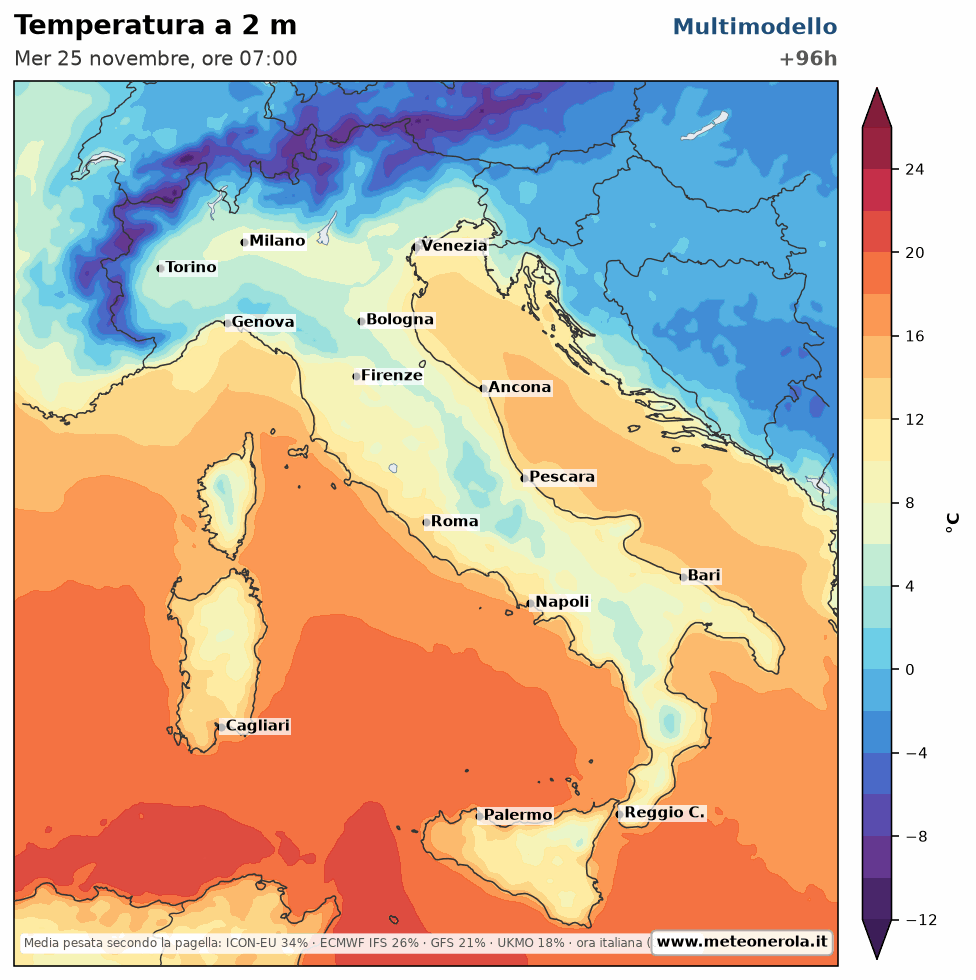 Temperatura a 2 m
Multimodello
Mer 25 novembre, ore 07:00
+96h
Milano
Venezia
Torino
Genova
Bologna
Firenze
Ancona
Pescara
Roma
Bari
Napoli
Cagliari
Palermo
Reggio C.
24
20
16
12
8
4
0
−4
−8
−12
°C
Media pesata secondo la pagella: ICON-EU 34% · ECMWF IFS 26% · GFS 21% · UKMO 18% · ora italiana (
www.meteonerola.it